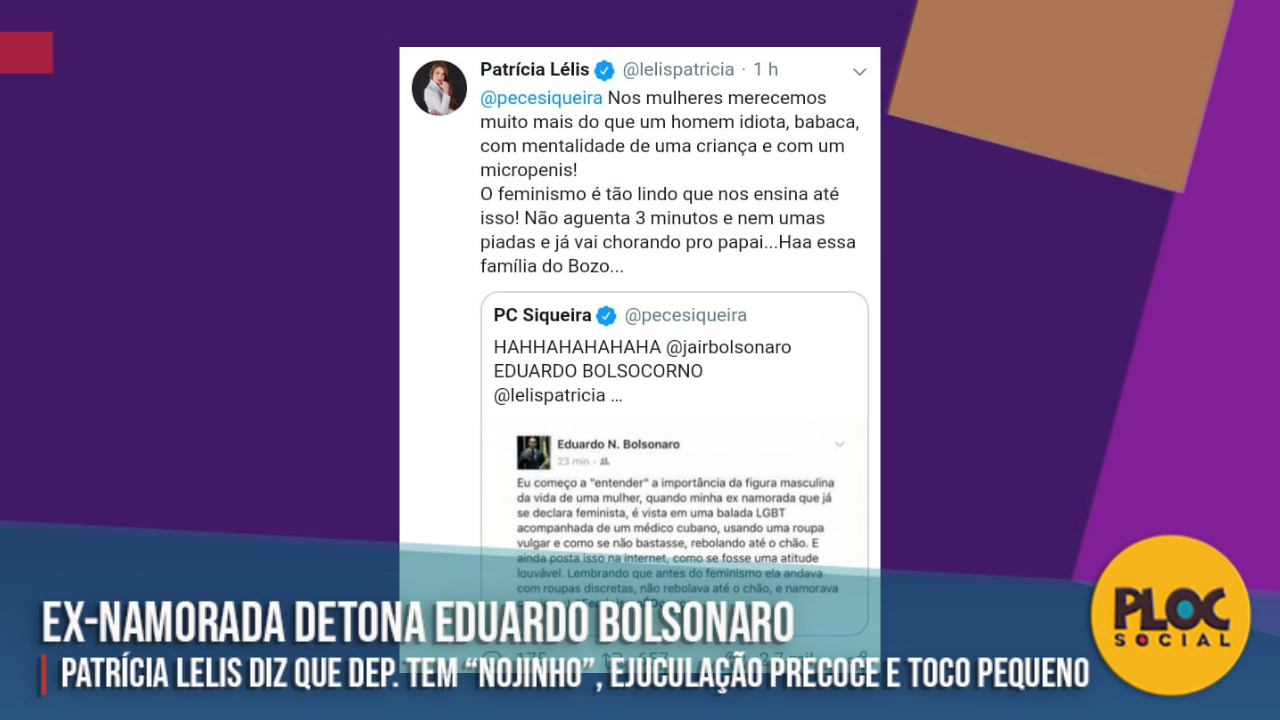 Patrícia Lélis @lelispatricia · 1 h
@pecesiqueira Nos mulheres merecemos
muito mais do que um homem idiota, babaca,
com mentalidade de uma criança e com um
micropenis!
O feminismo é tão lindo que nos ensina até
isso! Não aguenta 3 minutos e nem umas
piadas e já vai chorando pro papai...Haa essa
família do Bozo...
PC Siqueira @pecesiqueira
HAHHAHAHAHAHA @jairbolsonaro
EDUARDO BOLSOCORNO
@lelispatricia ...
Eduardo N. Bolsonaro
23 min ·
Eu começo a "entender" a importância da figura masculina
da vida de uma mulher, quando minha ex namorada que já
se declara feminista, é vista em uma balada LGBT
acompanhada de um médico cubano, usando uma roupa
vulgar e como se não bastasse, rebolando até o chão. E
ainda posta isso na internet, como se fosse uma atitude
louvável. Lembrando que antes do feminismo ela andava
com roupas discretas, não rebolava até o chão, e namorava
EX-NAMORADA DETONA EDUARDO BOLSONARO
PATRÍCIA LELIS DIZ QUE DEP. TEM “NOJINHO”, EJUCULAÇÃO PRECOCE E TOCO PEQUENO
PLOC
SOCIAL